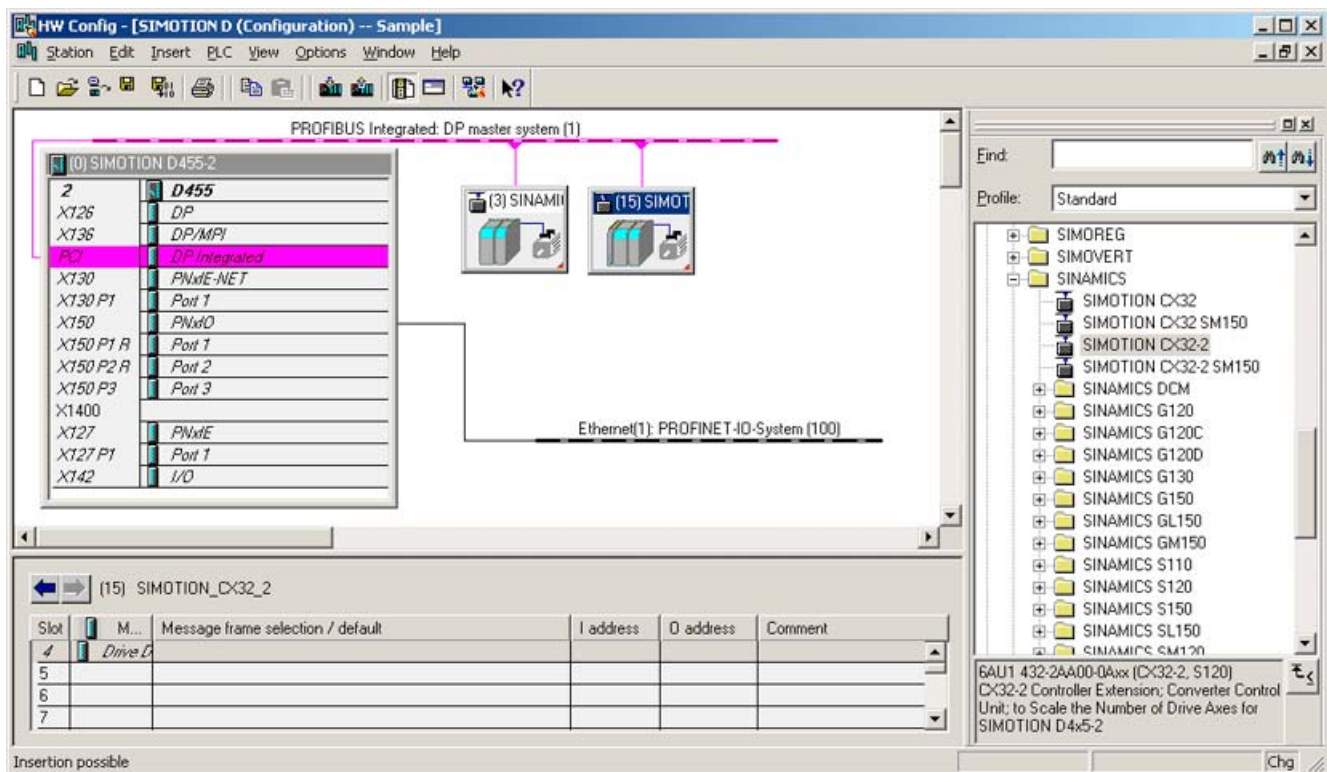 HW Config - [SIMOTION D (Configuration) -- Sample]
Station Edit Insert PLC View Options Window Help
PROFIBUS Integrated: DP master system (1)
(0) SIMOTION D455-2
2 D455
X126 DP
X136 DP/MPI
PCI DP Integrated
X130 PNxIE-NET
X130 P1 Port 1
X150 PNxIO
X150 P1 R Port 1
X150 P2 R Port 2
X150 P3 Port 3
X1400
X127 PNxIE
X127 P1 Port 1
X142 I/O
(3) SINAMI
(15) SIMOT
Ethernet(1): PROFINET-IO-System (100)
(15) SIMOTION_CX32_2
Slot M... Message frame selection / default I address O address Comment
4 Drive D
5
6
7
Find:
Profile: Standard
SIMOREG
SIMOVERT
SINAMICS
SIMOTION CX32
SIMOTION CX32 SM150
SIMOTION CX32-2
SIMOTION CX32-2 SM150
SINAMICS DCM
SINAMICS G120
SINAMICS G120C
SINAMICS G120D
SINAMICS G130
SINAMICS G150
SINAMICS GL150
SINAMICS GM150
SINAMICS S110
SINAMICS S120
SINAMICS S150
SINAMICS SL150
SINAMICS SM120
6AU1 432-2AA00-0Axx (CX32-2, S120)
CX32-2 Controller Extension; Converter Control
Unit; to Scale the Number of Drive Axes for
SIMOTION D4x5-2
Insertion possible
Chg